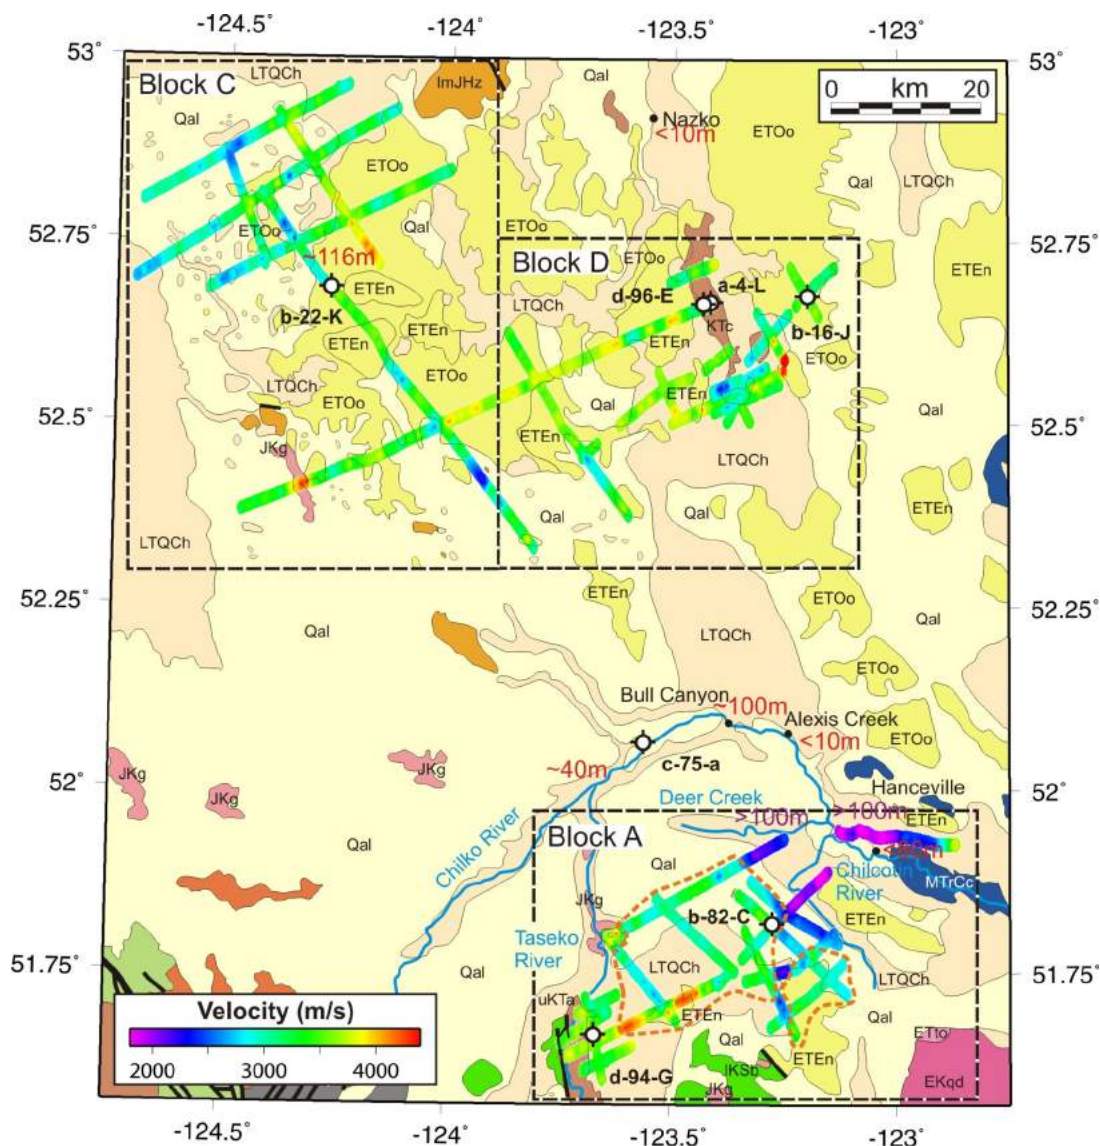 -124.5° -124° -123.5° -123°
53° 53°
Block C LTQCh lmJHz Qal
0 km 20
Qal
Nazko
<10m
ETOo
ETOo
Qal LTQCh
ETOo
Qal
52.75° 52.75°
ETOo
~116m
Block D
ETOo
d-96-E a-4-L
ETEn
b-22-K
ETEn
LTQCh
KTc
b-16-J
ETEn
ETEn
ETEn
ETOo
LTQCh
ETOo
ETOo
ETEn
Qal
Qal
52.5° 52.5°
JKg
ETEn
LTQCh
ETEn
Qal
Qal
Qal
LTQCh
ETEn
ETOo
52.25° 52.25°
Qal
LTQCh
Qal
ETOo
Bull Canyon
~100m
Alexis Creek
<10m
ETOo
c-75-a
~40m
JKg
JKg
JKg
52° 52°
Hanceville
Deer Creek
>100m
>100m
ETEn
Block A
Qal
Chilko River
Chilcotin
River
MTrCc
Qal
JKg
b-82-C
ETEn
Taseko
River
LTQCh
LTQCh
51.75° 51.75°
Qal
uKTa
ETEn
Qal
Qal
ETto
Velocity (m/s)
2000 3000 4000
ETEn
lKSb
d-94-G
JKg
EKqd
-124.5° -124° -123.5° -123°